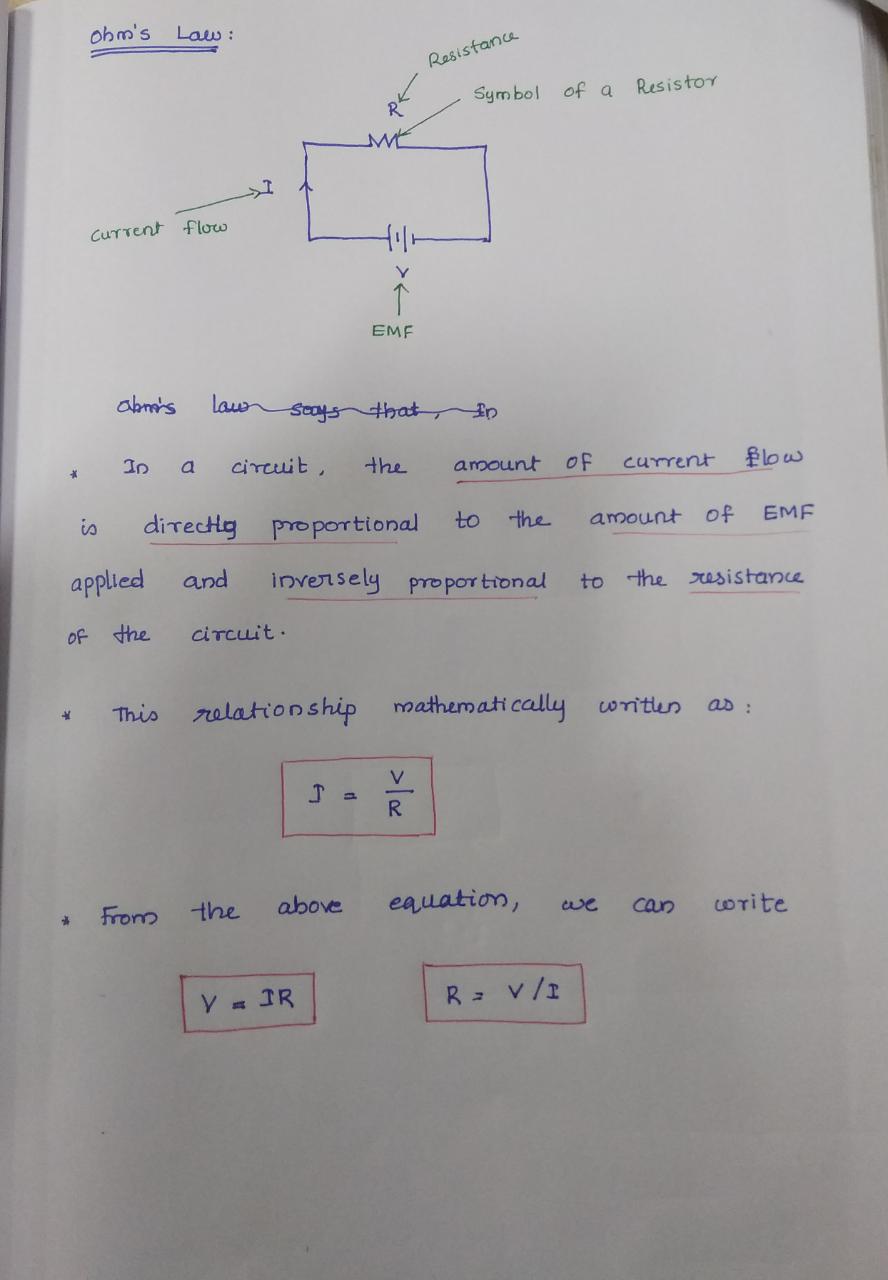 Ohm's Law:
Resistance
R
Symbol of a Resistor
I
Current flow
V
EMF
Ohm's law says that, In
* In a circuit, the amount of current flow
is directly proportional to the amount of EMF
applied and inversely proportional to the resistance
of the circuit.
* This relationship mathematically written as:
I = V/R
* From the above equation, we can write
V = IR
R = V/I